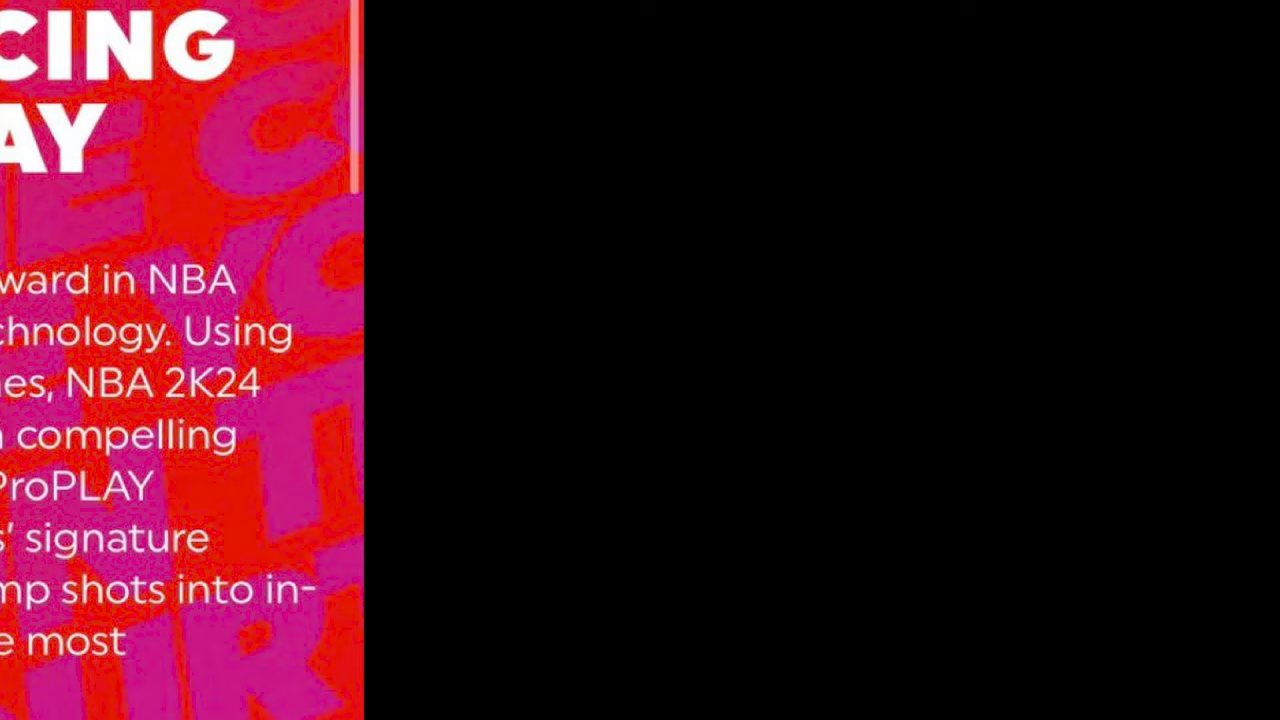 CING
AY
ward in NBA
chnology. Using
es, NBA 2K24
compelling
ProPLAY
s' signature
mp shots into in-
e most